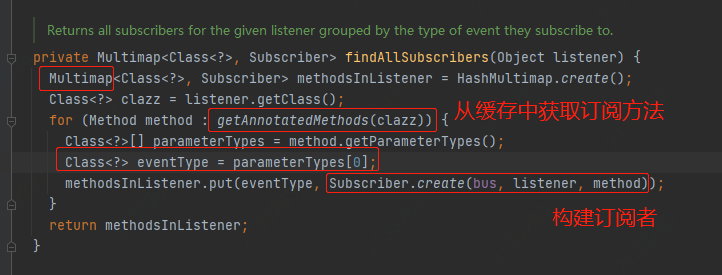 Returns all subscribers for the given listener grouped by the type of event they subscribe to.
private Multimap<Class<?>, Subscriber> findAllSubscribers(Object listener) {
Multimap<Class<?>, Subscriber> methodsInListener = HashMultimap.create();
Class<?> clazz = listener.getClass();
for (Method method : getAnnotatedMethods(clazz)) {
从缓存中获取订阅方法
Class<?>[] parameterTypes = method.getParameterTypes();
Class<?> eventType = parameterTypes[0];
methodsInListener.put(eventType, Subscriber.create(bus, listener, method));
}
构建订阅者
return methodsInListener;
}